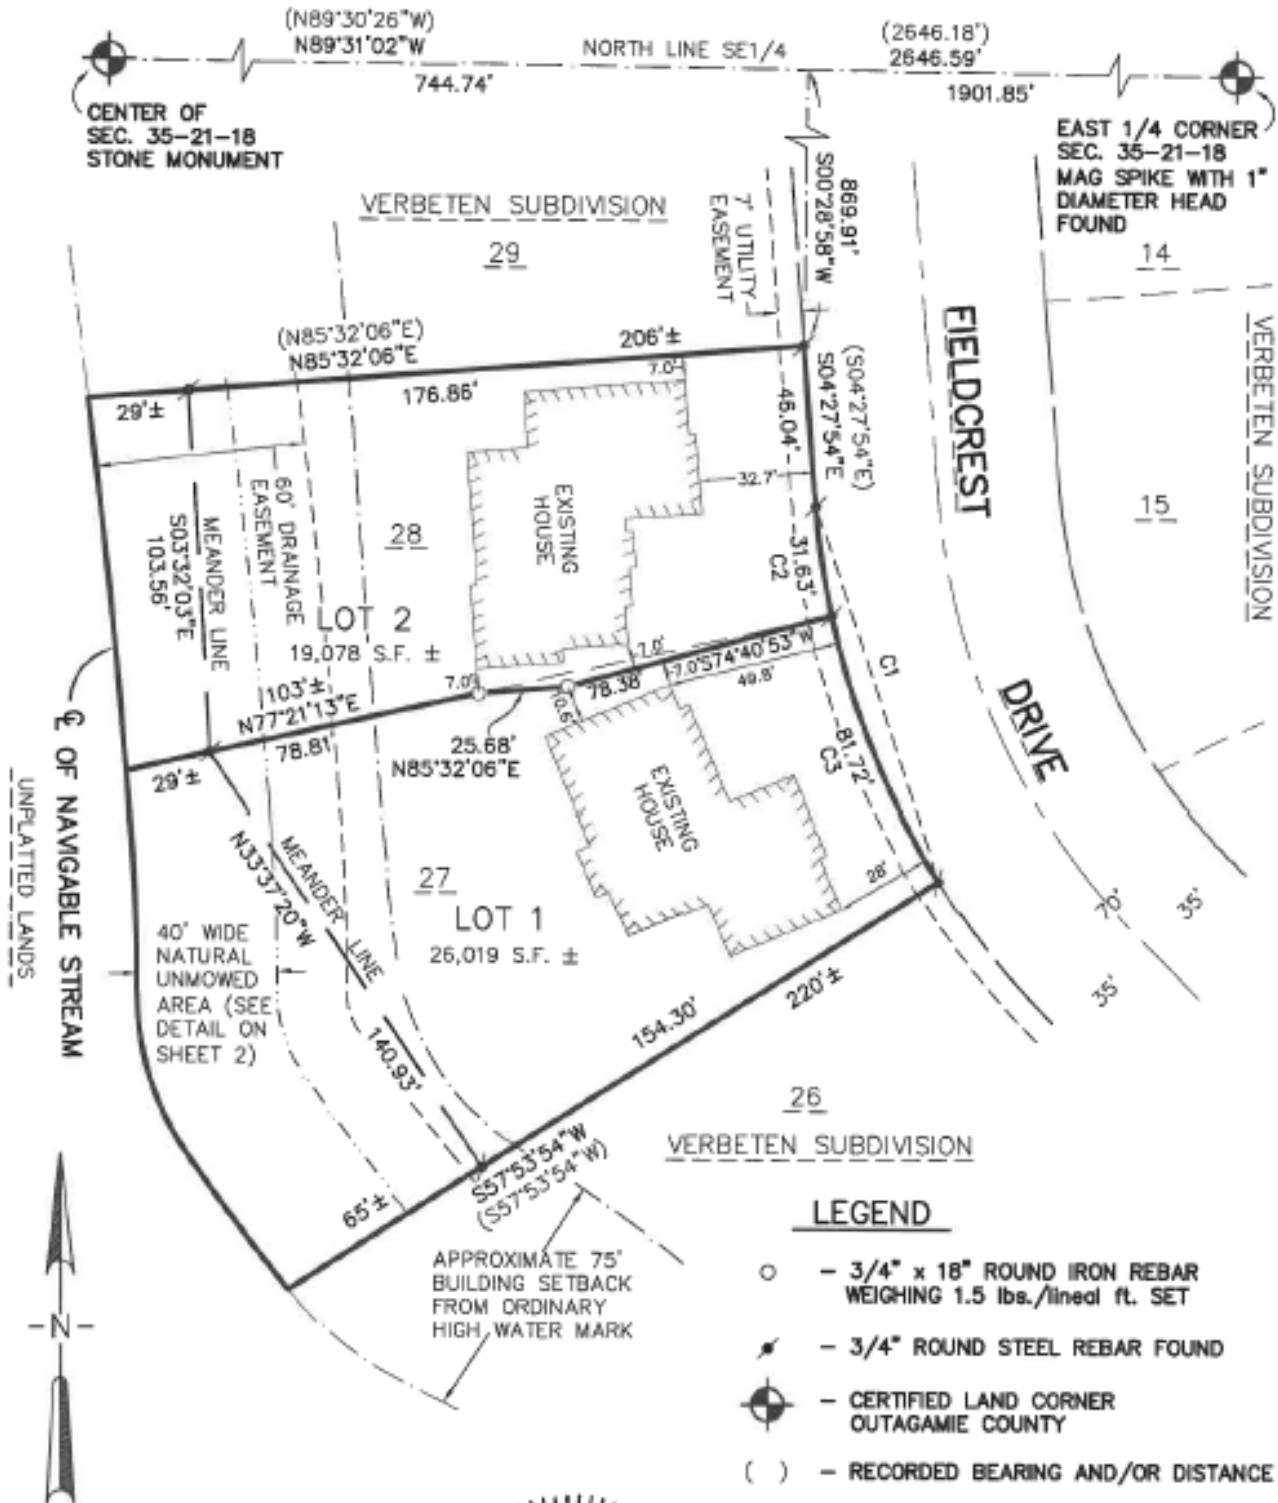 (N89°30'26"W)
N89°31'02"W
744.74'
NORTH LINE SE1/4
(2646.18')
2646.59'
1901.85'
CENTER OF
SEC. 35-21-18
STONE MONUMENT
EAST 1/4 CORNER
SEC. 35-21-18
MAG SPIKE WITH 1"
DIAMETER HEAD
FOUND
VERBETEN SUBDIVISION
29
7' UTILITY
EASEMENT
869.91'
S00°28'58"W
14
VERBETEN SUBDIVISION
15
FIELDCREST
DRIVE
(N85°32'06"E)
N85°32'06"E
206'±
176.86'
29'±
7.0'
(S04°27'54"E)
S04°27'54"E
46.04'
32.7'
EXISTING
HOUSE
28
60' DRAINAGE
EASEMENT
MEANDER LINE
S03°32'03"E
103.56'
LOT 2
19,078 S.F. ±
31.63'
C2
C1
7.0'
7.0'
7.0'
S74°40'53"W
78.38'
49.8'
103'±
N77°21'13"E
78.81'
29'±
25.68'
N85°32'06"E
10.6'
81.72'
C3
EXISTING
HOUSE
℄ OF NAVIGABLE STREAM
UNPLATTED LANDS
MEANDER LINE
N33°37'20"W
140.93'
27
LOT 1
26,019 S.F. ±
28'
70'
35'
35'
40' WIDE
NATURAL
UNMOWED
AREA (SEE
DETAIL ON
SHEET 2)
154.30'
220'±
S57°53'54"W
(S57°53'54"W)
65'±
26
VERBETEN SUBDIVISION
APPROXIMATE 75'
BUILDING SETBACK
FROM ORDINARY
HIGH WATER MARK
-N-
LEGEND
○ - 3/4" x 18" ROUND IRON REBAR
WEIGHING 1.5 lbs./lineal ft. SET
- 3/4" ROUND STEEL REBAR FOUND
- CERTIFIED LAND CORNER
OUTAGAMIE COUNTY
( ) - RECORDED BEARING AND/OR DISTANCE